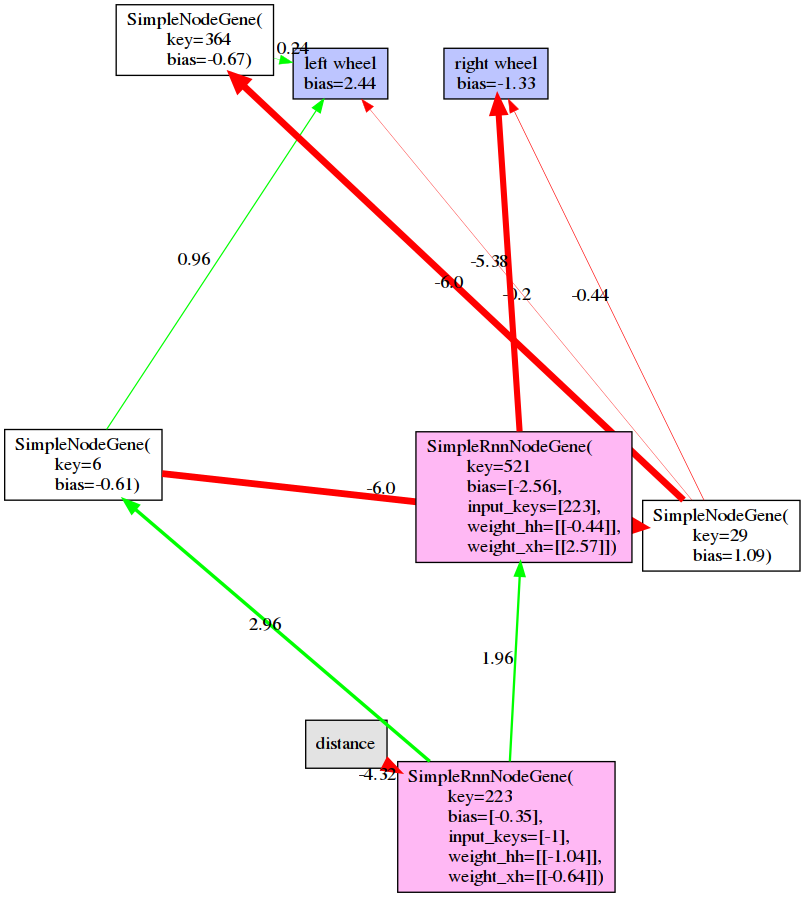 SimpleNodeGene(
key=364
bias=-0.67)
0.24
left wheel
bias=2.44
right wheel
bias=-1.33
0.96
-5.38
-6.0
-0.2
-0.44
SimpleNodeGene(
key=6
bias=-0.61)
-6.0
SimpleRnnNodeGene(
key=521
bias=[-2.56],
input_keys=[223],
weight_hh=[[-0.44]],
weight_xh=[[2.57]])
SimpleNodeGene(
key=29
bias=1.09)
2.96
1.96
distance
-4.32
SimpleRnnNodeGene(
key=223
bias=[-0.35],
input_keys=[-1],
weight_hh=[[-1.04]],
weight_xh=[[-0.64]])